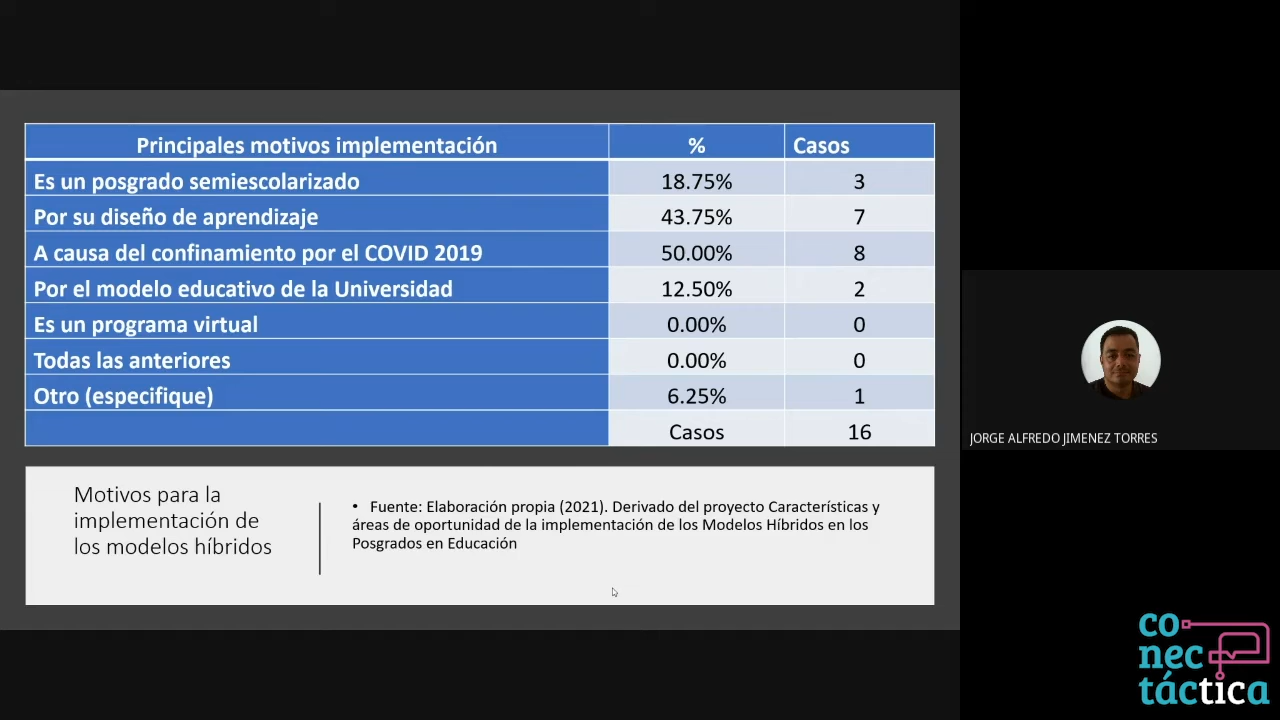 Principales motivos implementación % Casos
Es un posgrado semiescolarizado 18.75% 3
Por su diseño de aprendizaje 43.75% 7
A causa del confinamiento por el COVID 2019 50.00% 8
Por el modelo educativo de la Universidad 12.50% 2
Es un programa virtual 0.00% 0
Todas las anteriores 0.00% 0
Otro (especifique) 6.25% 1
Casos 16
Motivos para la
implementación de
los modelos híbridos
• Fuente: Elaboración propia (2021). Derivado del proyecto Características y
áreas de oportunidad de la implementación de los Modelos Híbridos en los
Posgrados en Educación
JORGE ALFREDO JIMENEZ TORRES
co
nec
táctica